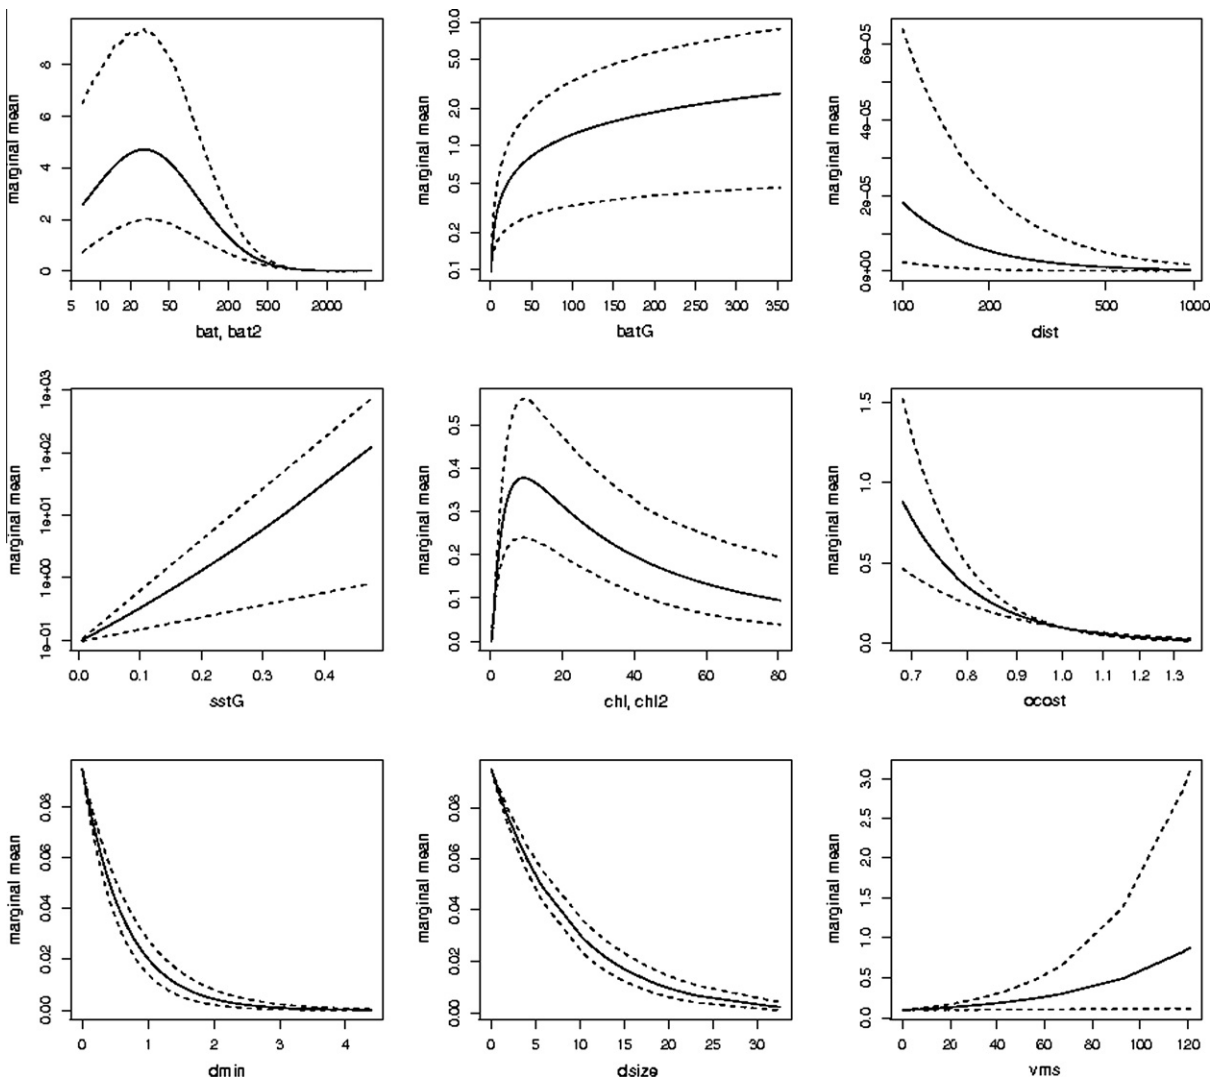 marginal mean
0 2 4 6 8
5 10 20 50 200 500 2000
bat, bat2
marginal mean
0.1 0.2 0.5 1.0 2.0 5.0 10.0
0 50 100 150 200 250 300 350
batG
marginal mean
0e+00 2e-05 4e-05 6e-05
100 200 500 1000
dist
marginal mean
1e-01 1e+00 1e+01 1e+02 1e+03
0.0 0.1 0.2 0.3 0.4
sstG
marginal mean
0.0 0.1 0.2 0.3 0.4 0.5
0 20 40 60 80
chl, chl2
marginal mean
0.0 0.5 1.0 1.5
0.7 0.8 0.9 1.0 1.1 1.2 1.3
ocost
marginal mean
0.00 0.02 0.04 0.06 0.08
0 1 2 3 4
dmin
marginal mean
0.00 0.02 0.04 0.06 0.08
0 5 10 15 20 25 30
dsize
marginal mean
0.0 0.5 1.0 1.5 2.0 2.5 3.0
0 20 40 60 80 100 120
vms